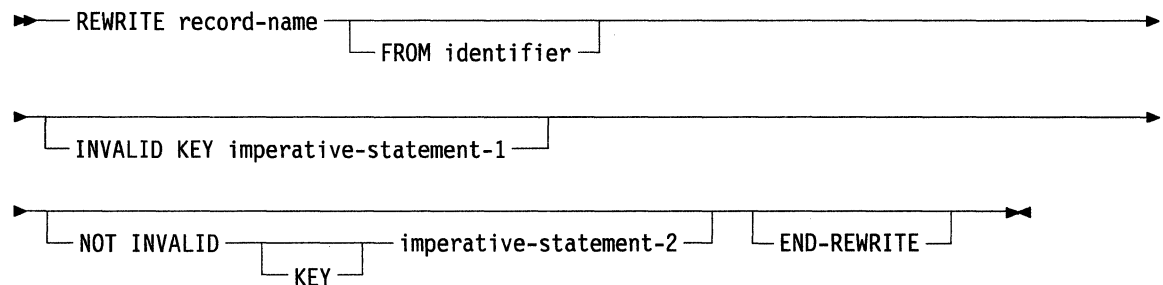 REWRITE record-name
FROM identifier
INVALID KEY imperative-statement-1
NOT INVALID imperative-statement-2 END-REWRITE
KEY